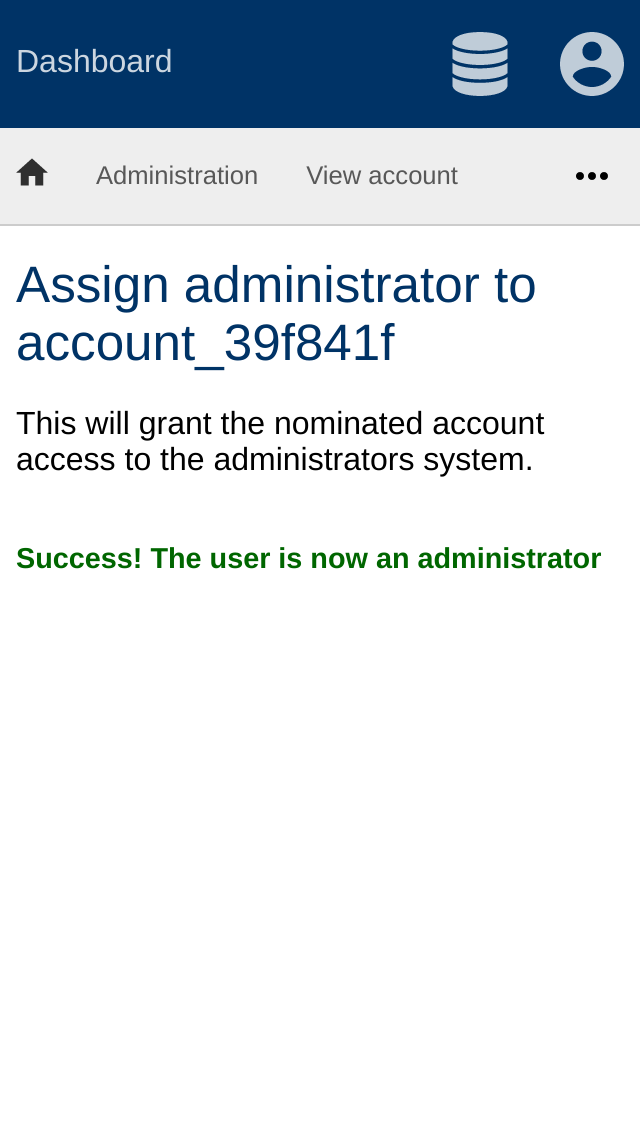 Dashboard
Administration View account
Assign administrator to
account_39f841f
This will grant the nominated account
access to the administrators system.
Success! The user is now an administrator